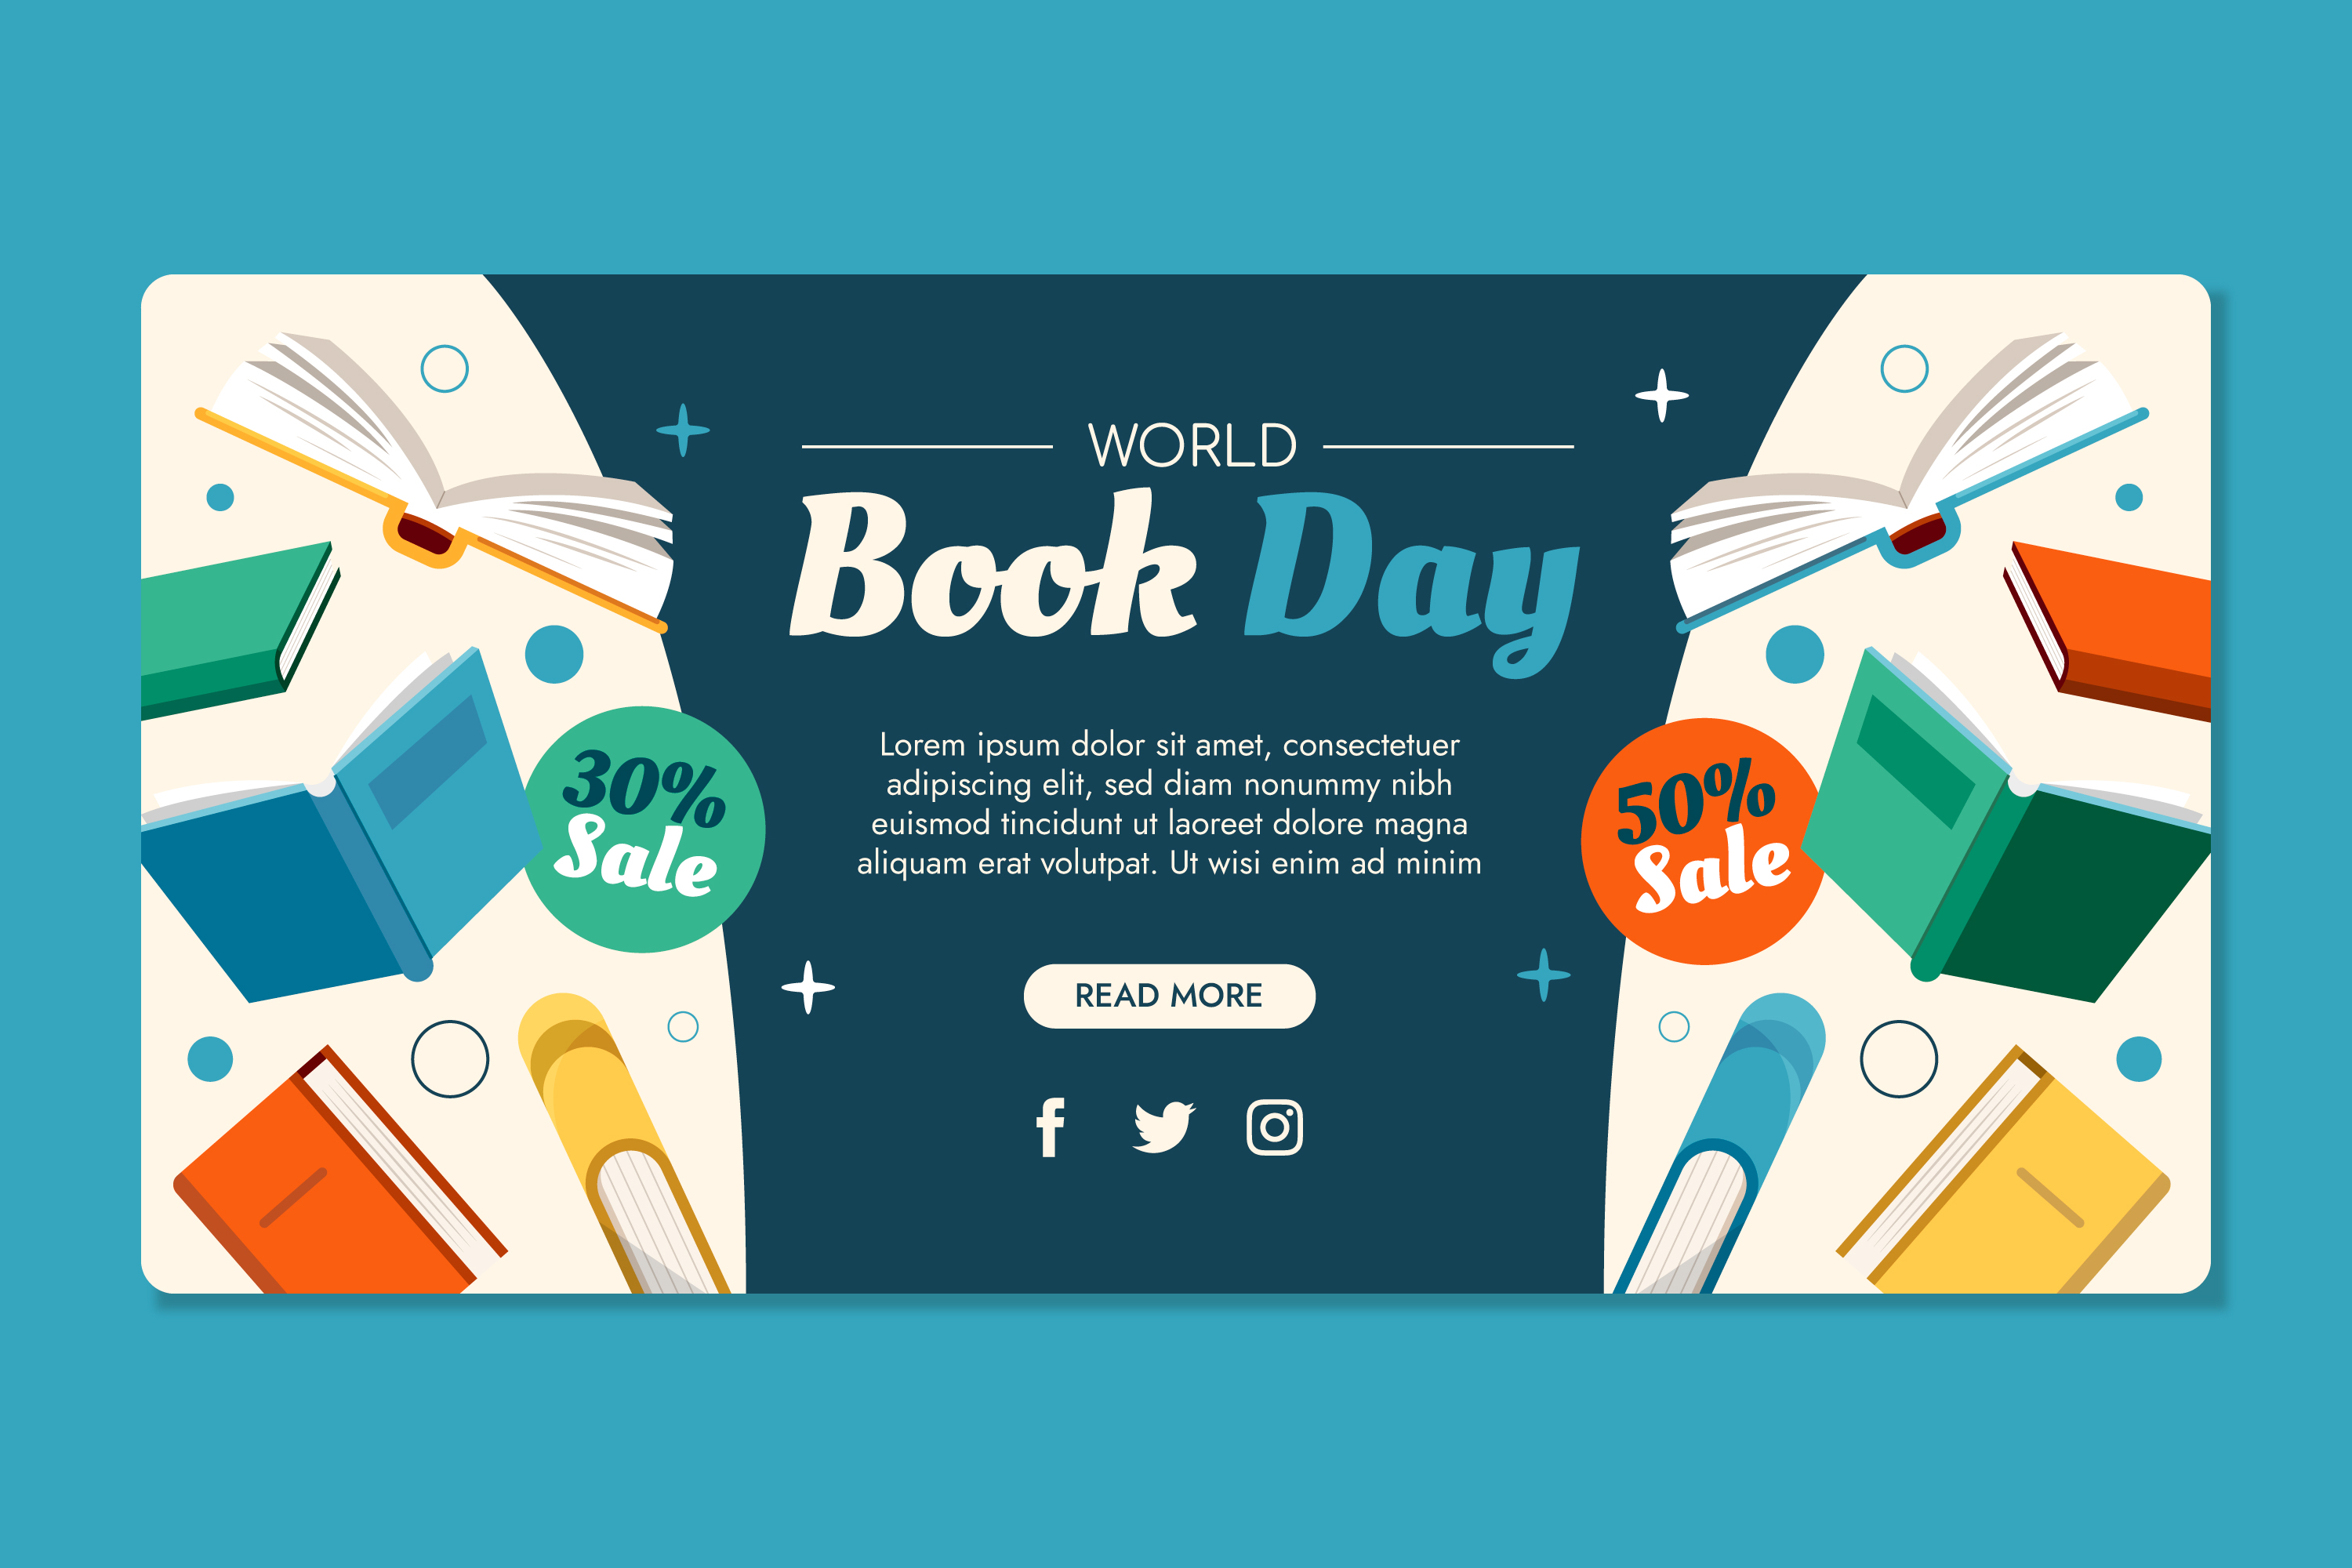 WORLD
Book Day
Lorem ipsum dolor sit amet, consectetuer
adipiscing elit, sed diam nonummy nibh
euismod tincidunt ut laoreet dolore magna
aliquam erat volutpat. Ut wisi enim ad minim
30%
Sale
50%
Sale
READ MORE